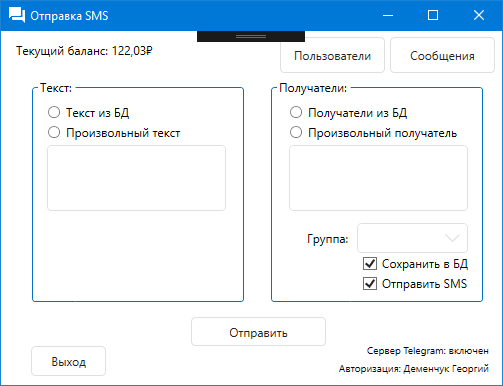 Отправка SMS
Текущий баланс: 122,03₽
Пользователи
Сообщения
Текст:
Текст из БД
Произвольный текст
Получатели:
Получатели из БД
Произвольный получатель
Группа:
Сохранить в БД
Отправить SMS
Отправить
Выход
Сервер Telegram: включен
Авторизация: Деменчук Георгий